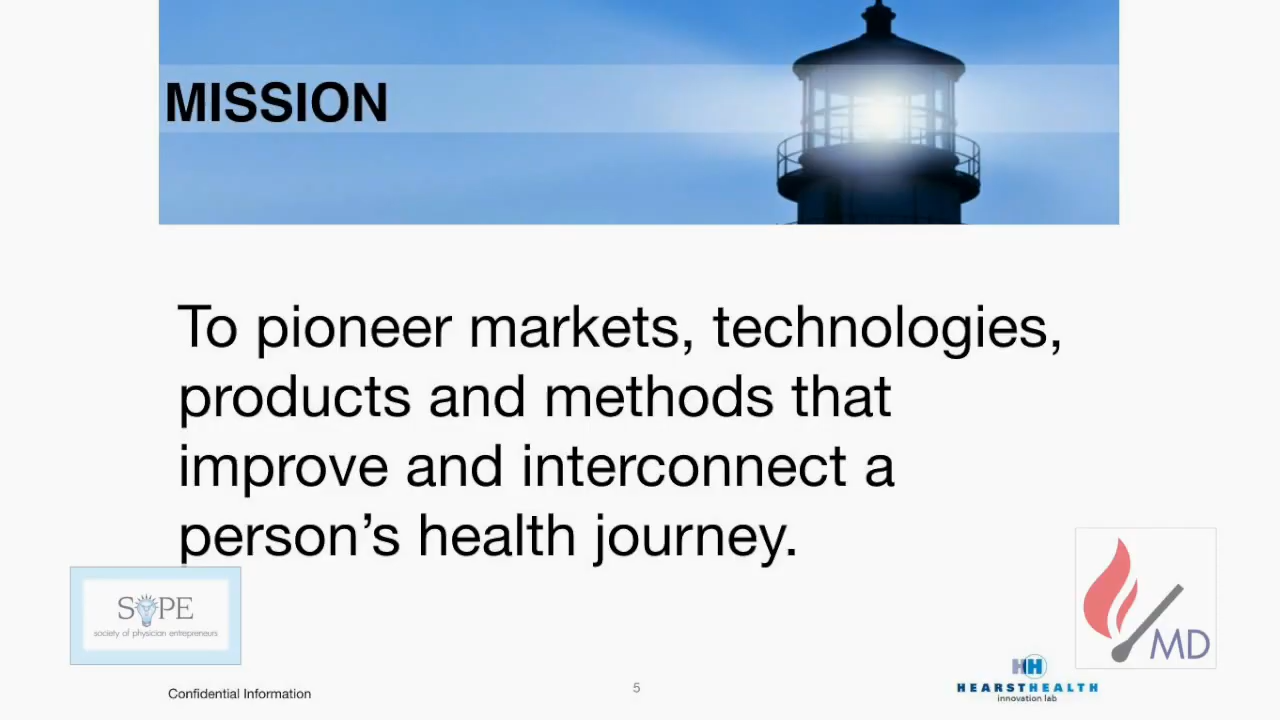 MISSION
To pioneer markets, technologies,
products and methods that
improve and interconnect a
person’s health journey.
SOPE
society of physician entrepreneurs
MD
HH
HEARSTHEALTH
innovation lab
Confidential Information
5